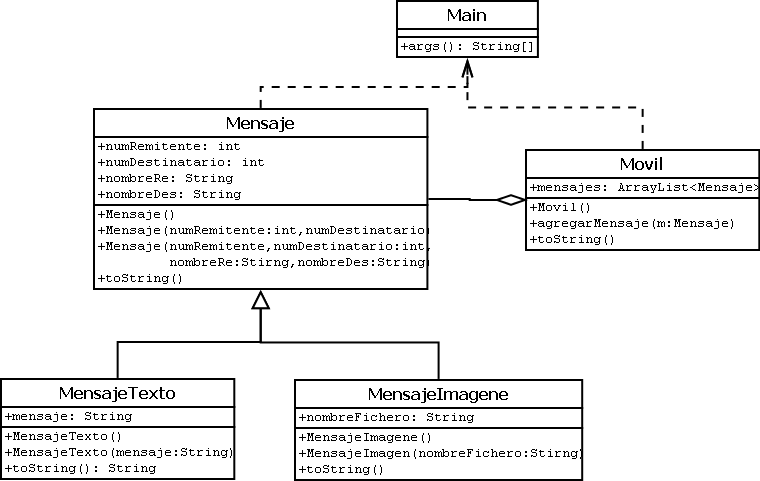 Main
+args(): String[]
Mensaje
+numRemitente: int
+numDestinatario: int
+nombreRe: String
+nombreDes: String
+Mensaje()
+Mensaje(numRemitente:int,numDestinatario)
+Mensaje(numRemitente,numDestinatario:int,
nombreRe:Stirng,nombreDes:String)
+toString()
Movil
+mensajes: ArrayList<Mensaje>
+Movil()
+agregarMensaje(m:Mensaje)
+toString()
MensajeTexto
+mensaje: String
+MensajeTexto()
+MensajeTexto(mensaje:String)
+toString(): String
MensajeImagene
+nombreFichero: String
+MensajeImagene()
+MensajeImagen(nombreFichero:Stirng)
+toString()